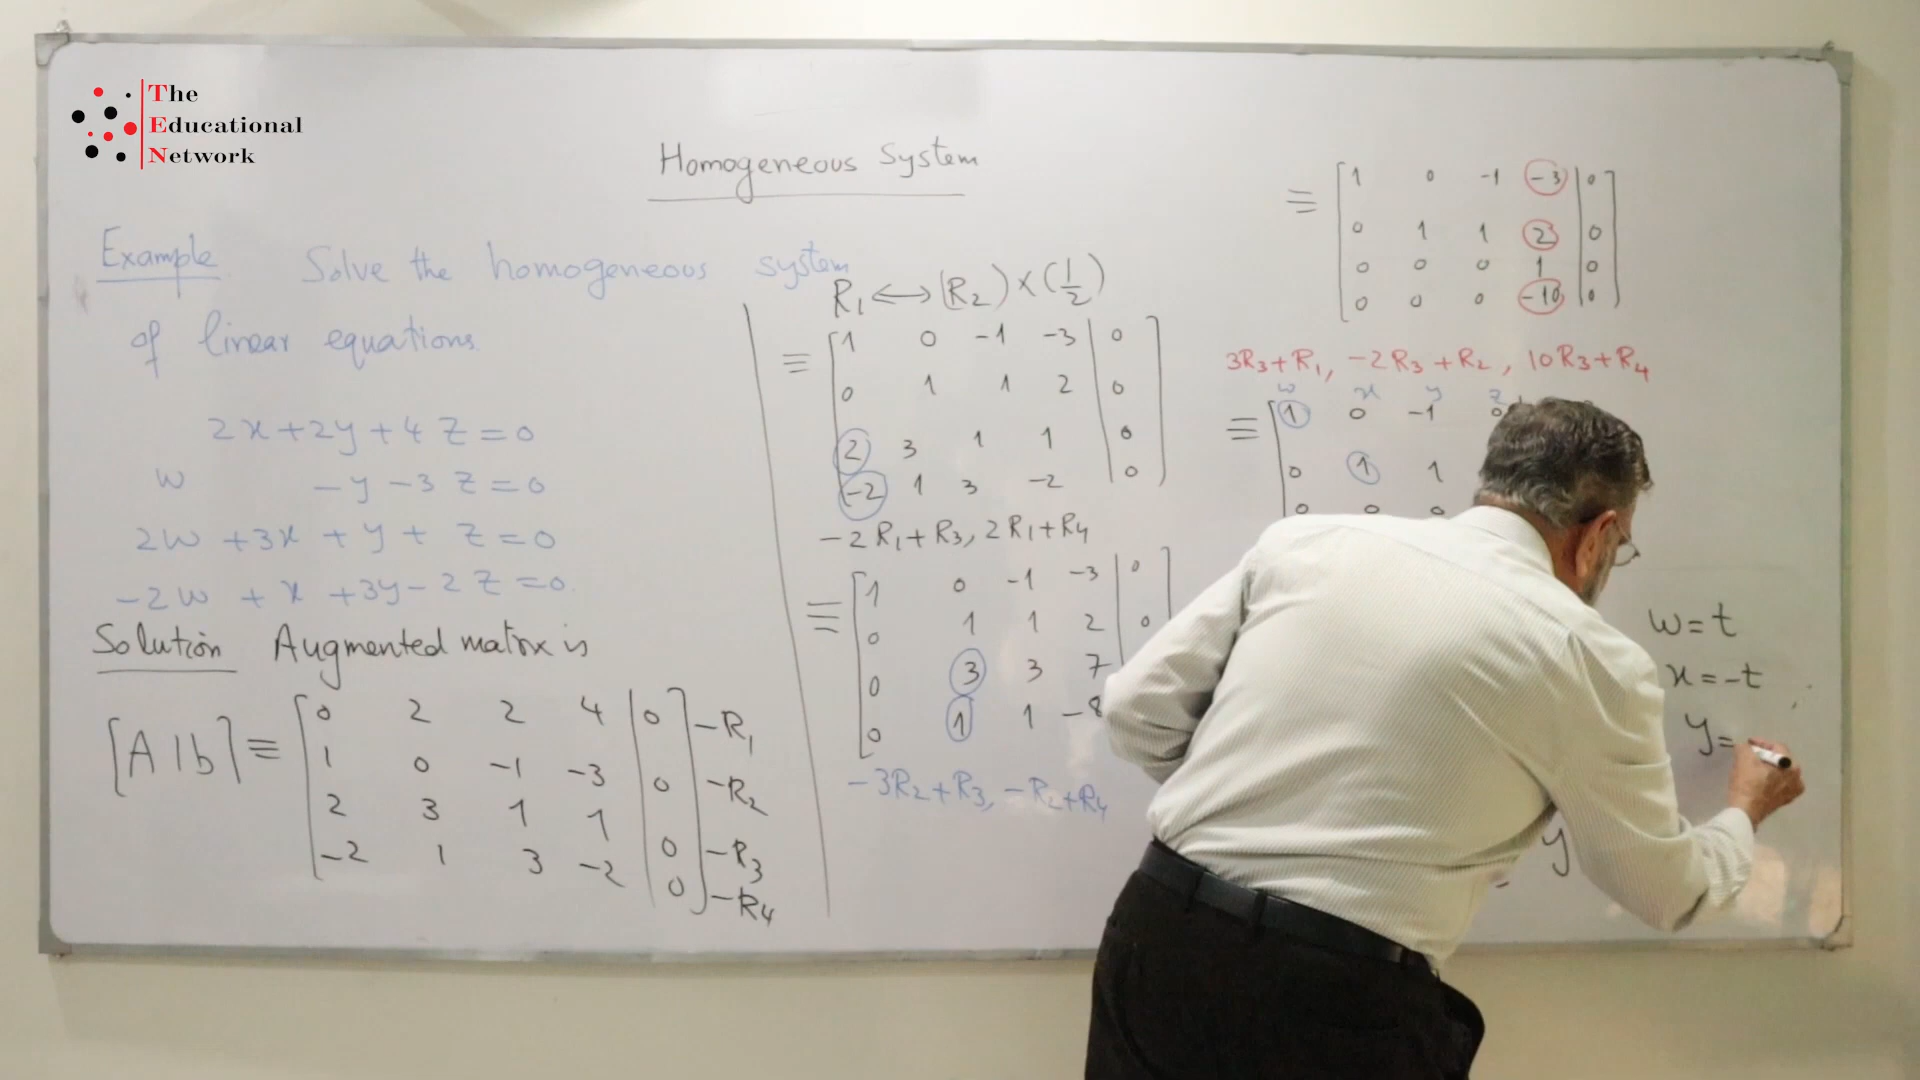 The
Educational
Network
Homogeneous System
Example Solve the homogeneous system
of linear equations
2x+2y+4z=0
w -y-3z=0
2w+3x+y+z=0
-2w+x+3y-2z=0.
Solution Augmented matrix is
[A|b]≡
0 2 2 4 | 0 -R1
1 0 -1 -3 | 0 -R2
2 3 1 1 | 0 -R3
-2 1 3 -2 | 0 -R4
R1⟷(R2)×(1/2)
≡
1 0 -1 -3 | 0
0 1 1 2 | 0
2 3 1 1 | 0
-2 1 3 -2 | 0
-2R1+R3, 2R1+R4
≡
1 0 -1 -3 | 0
0 1 1 2 | 0
0 3 3 7
0 1 1 -8
-3R2+R3, -R2+R4
≡
1 0 -1 -3 | 0
0 1 1 2 | 0
0 0 0 1 | 0
0 0 0 -10 | 0
3R3+R1, -2R3+R2, 10R3+R4
w x y z
≡
1 0 -1 0
0 1 1
0 0 0
w=t
x=-t
y=
y